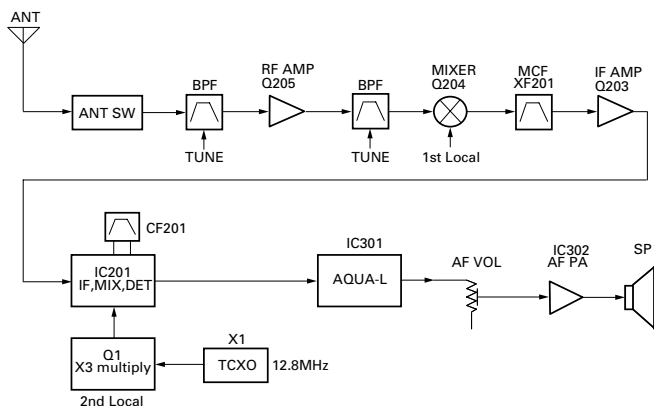 ANT
ANT SW
BPF
TUNE
RF AMP
Q205
BPF
TUNE
MIXER
Q204
1st Local
MCF
XF201
IF AMP
Q203
CF201
IC201
IF,MIX,DET
IC301
AQUA-L
AF VOL
IC302
AF PA
SP
Q1
X3 multiply
2nd Local
X1
TCXO
12.8MHz